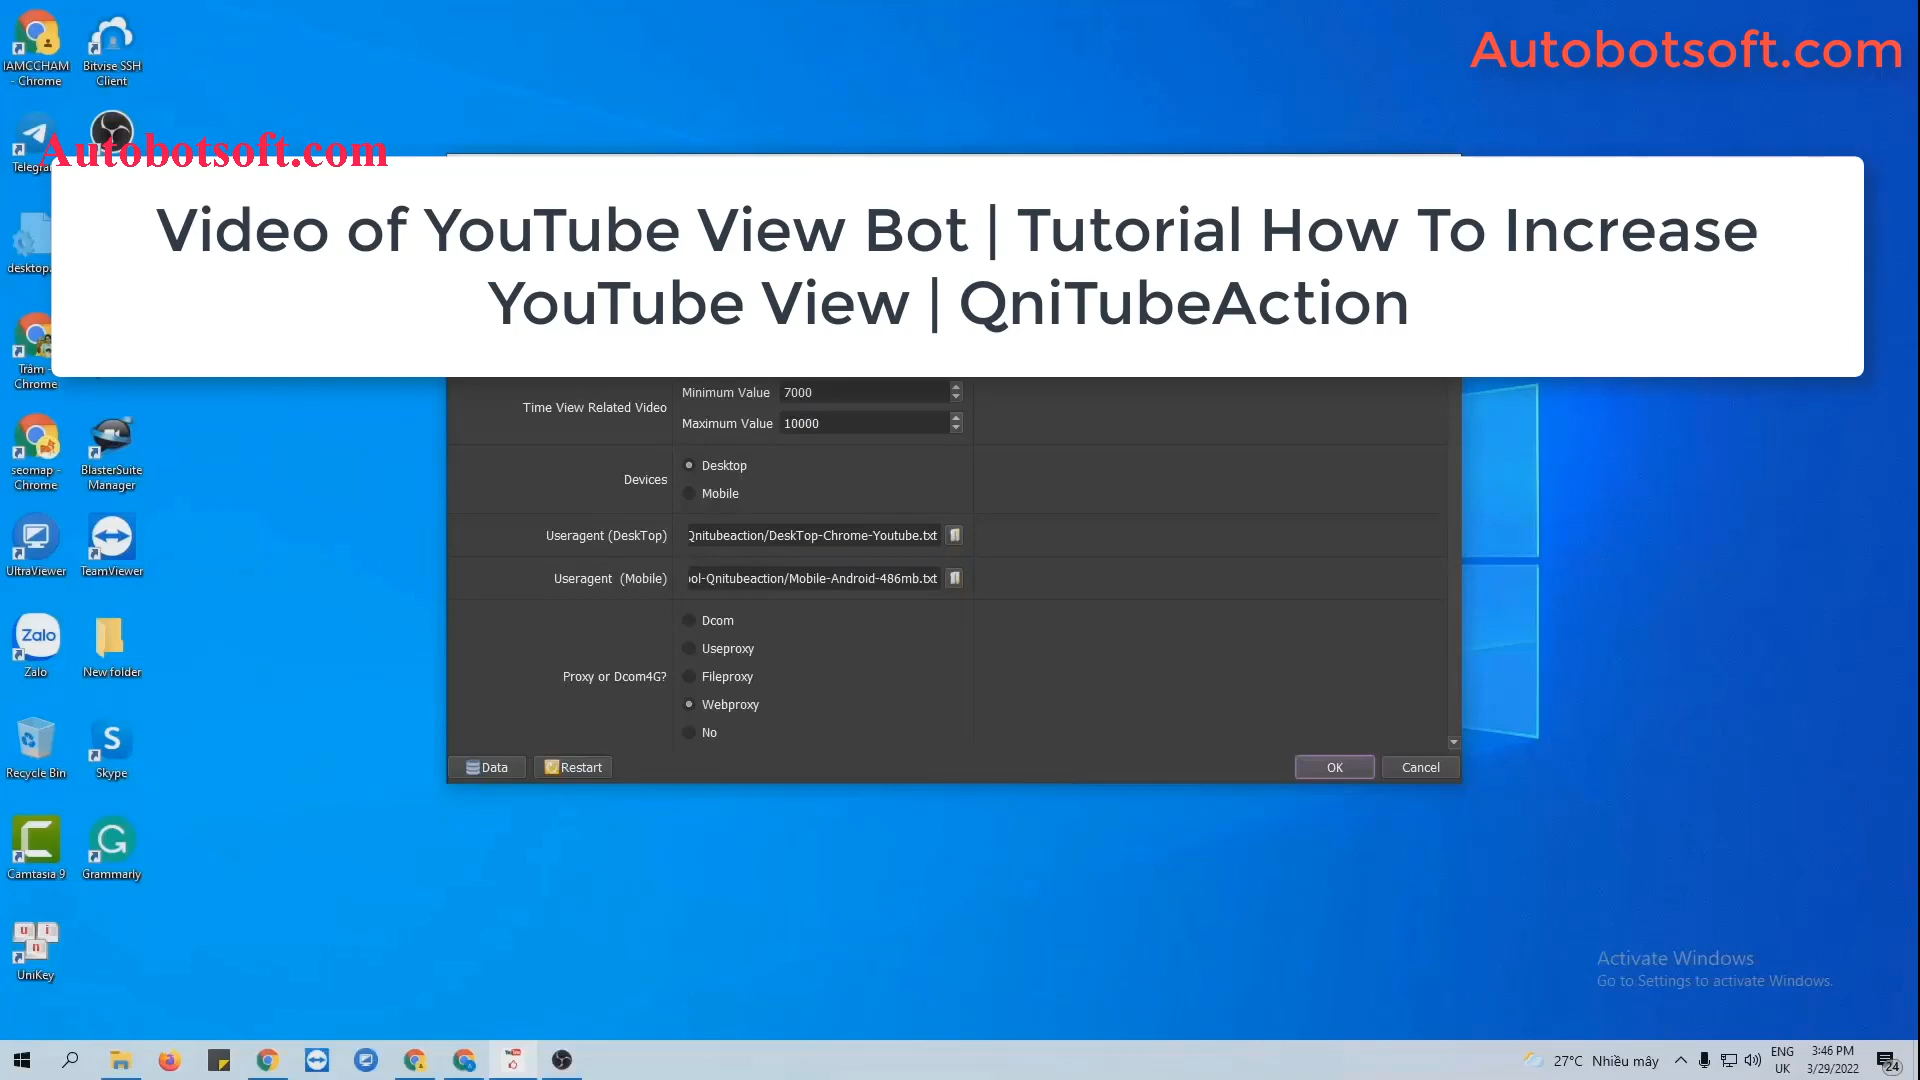 Autobotsoft.com
IAMCCHAM
- Chrome
Bitvise SSH
Client
Autobotsoft.com
Video of YouTube View Bot | Tutorial How To Increase
YouTube View | QniTubeAction
Telegra
desktop.
Trâm -
Chrome
seomap -
Chrome
BlasterSuite
Manager
UltraViewer
TeamViewer
Zalo
Zalo
New folder
Recycle Bin
Skype
Camtasia 9
Grammarly
UniKey
Time View Related Video
Minimum Value 7000
Maximum Value 10000
Devices
Desktop
Mobile
Useragent (DeskTop)
Qnitubeaction/DeskTop-Chrome-Youtube.txt
Useragent (Mobile)
ol-Qnitubeaction/Mobile-Android-486mb.txt
Proxy or Dcom4G?
Dcom
Useproxy
Fileproxy
Webproxy
No
Data
Restart
OK
Cancel
Activate Windows
Go to Settings to activate Windows.
27°C Nhiều mây
ENG
UK
3:46 PM
3/29/2022
24